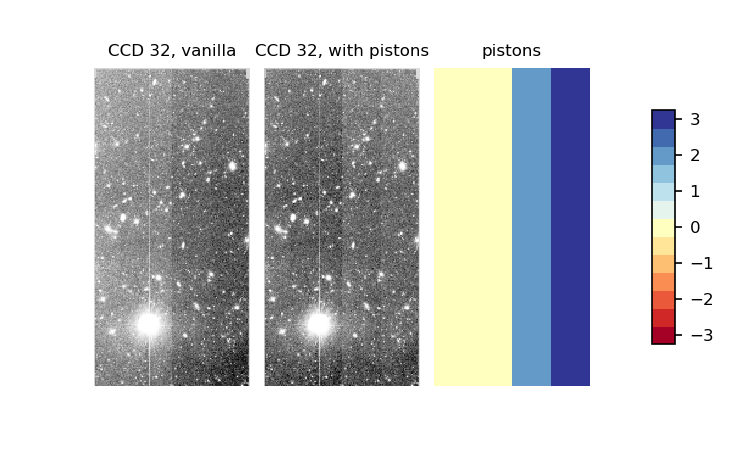 CCD 32, vanilla
CCD 32, with pistons
pistons
3
2
1
0
−1
−2
−3